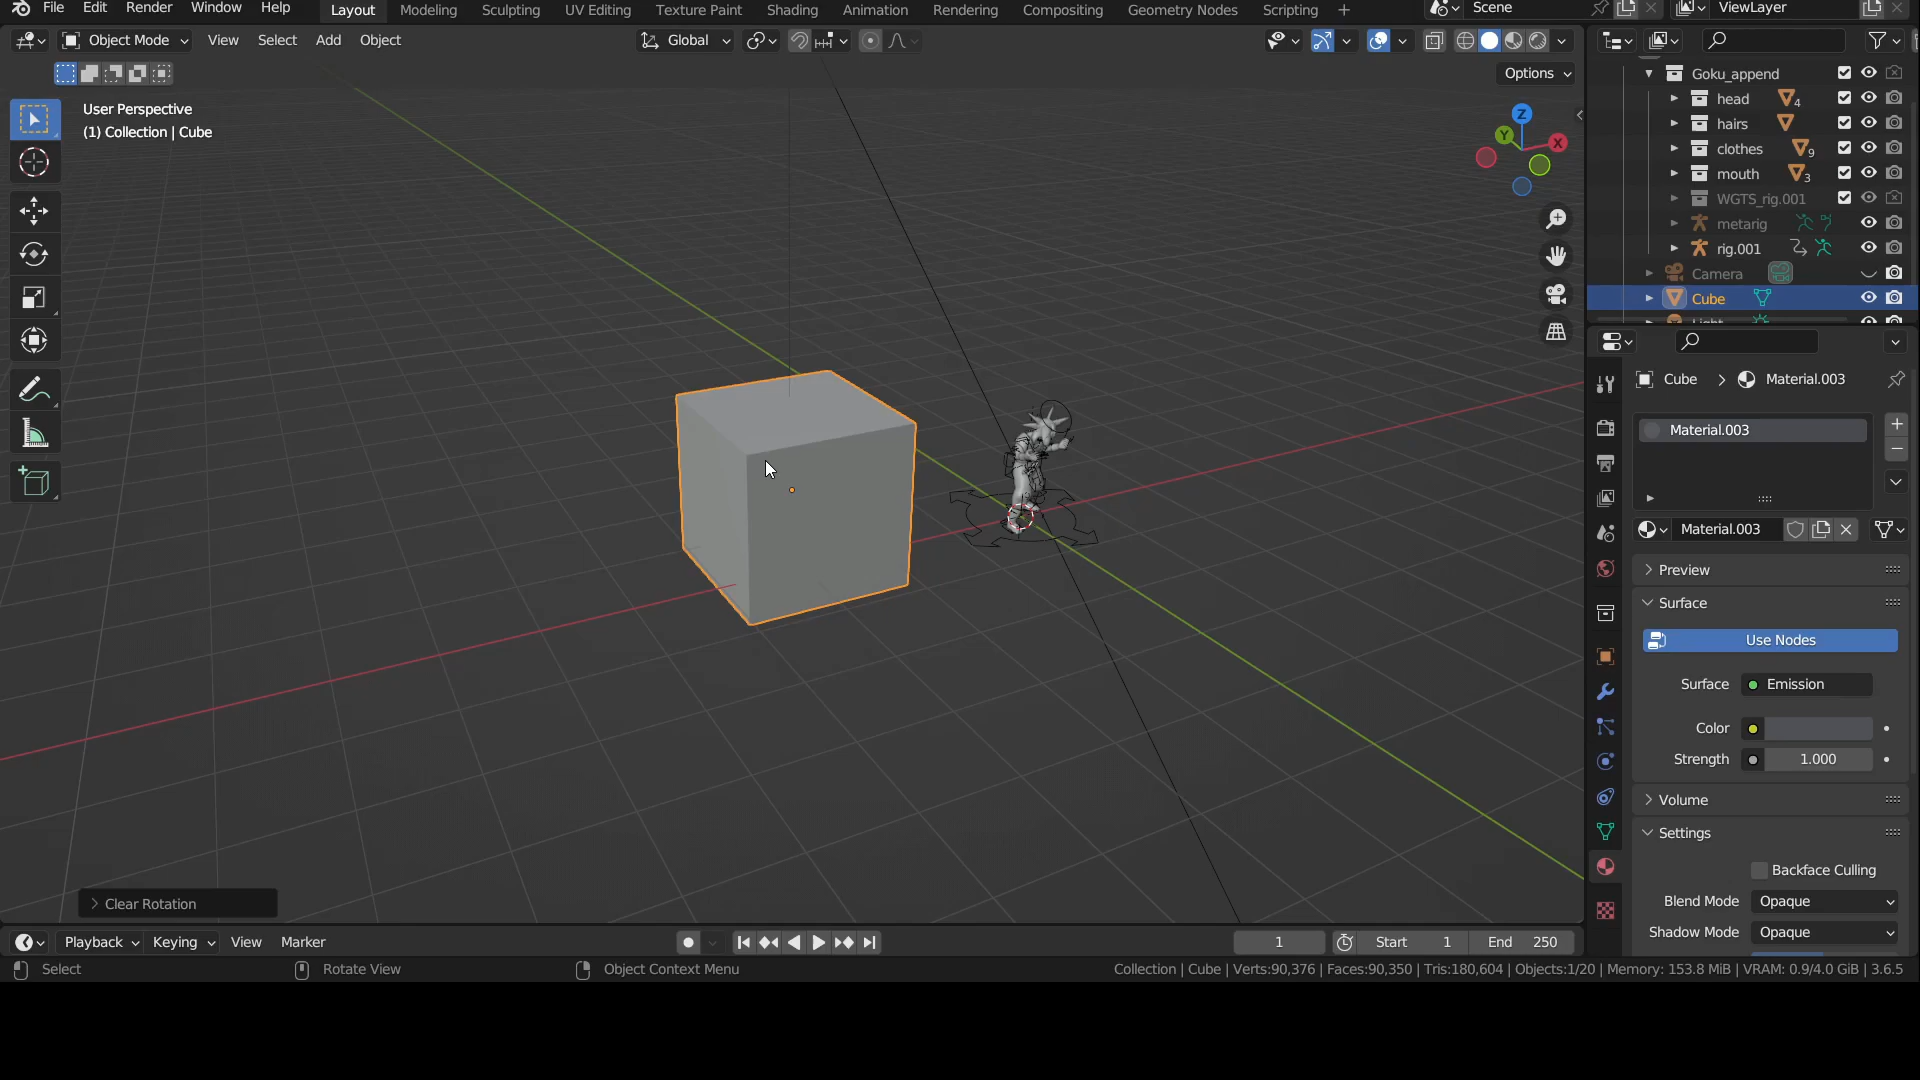 File Edit Render Window Help Layout Modeling Sculpting UV Editing Texture Paint Shading Animation Rendering Compositing Geometry Nodes Scripting + Scene ViewLayer
Object Mode View Select Add Object Global
Options
User Perspective
(1) Collection | Cube
Z
Y
X
Goku_append
head 4
hairs
clothes 9
mouth 3
WGTS_rig.001
metarig
rig.001
Camera
Cube
Light
Cube Material.003
Material.003
Material.003
Preview
Surface
Use Nodes
Surface Emission
Color
Strength 1.000
Volume
Settings
Backface Culling
Blend Mode Opaque
Shadow Mode Opaque
Clear Rotation
Playback Keying View Marker 1 Start 1 End 250
Select Rotate View Object Context Menu Collection | Cube | Verts:90,376 | Faces:90,350 | Tris:180,604 | Objects:1/20 | Memory: 153.8 MiB | VRAM: 0.9/4.0 GiB | 3.6.5